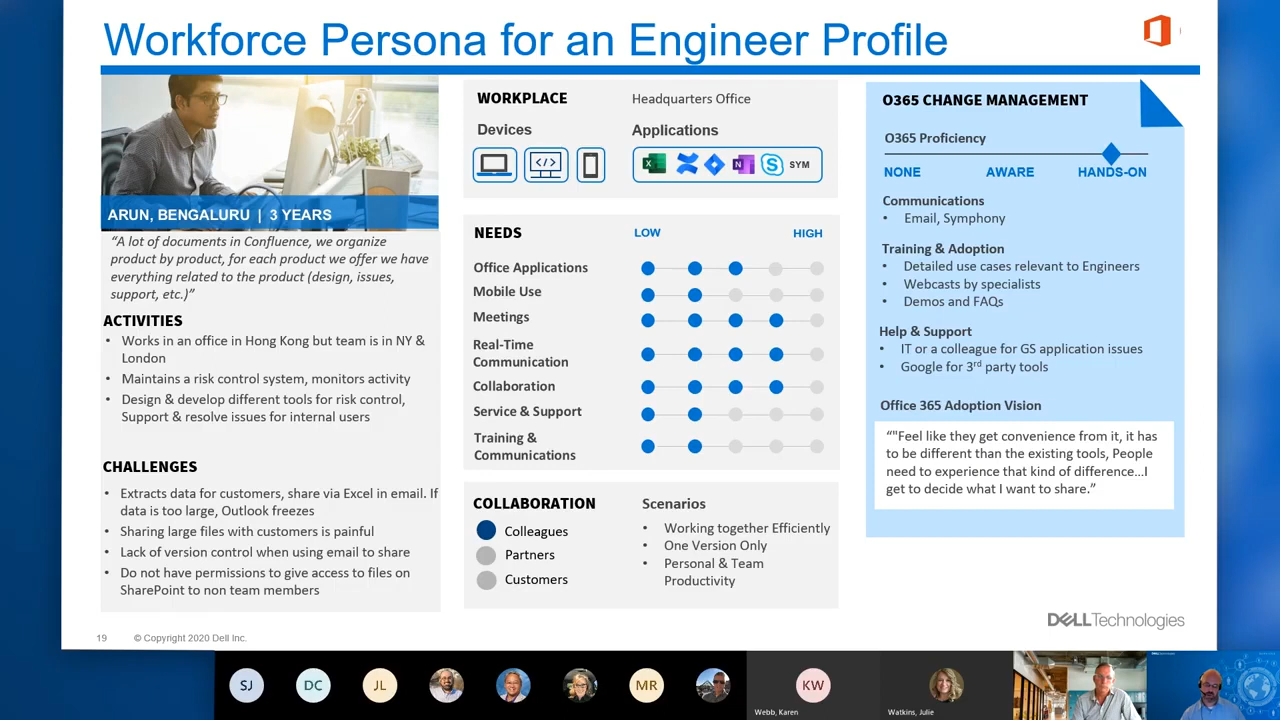 Workforce Persona for an Engineer Profile
ARUN, BENGALURU | 3 YEARS
“A lot of documents in Confluence, we organize
product by product, for each product we offer we have
everything related to the product (design, issues,
support, etc.)”
ACTIVITIES
• Works in an office in Hong Kong but team is in NY &
London
• Maintains a risk control system, monitors activity
• Design & develop different tools for risk control,
Support & resolve issues for internal users
CHALLENGES
• Extracts data for customers, share via Excel in email. If
data is too large, Outlook freezes
• Sharing large files with customers is painful
• Lack of version control when using email to share
• Do not have permissions to give access to files on
SharePoint to non team members
WORKPLACE
Headquarters Office
Devices
Applications
</>
X
N
S
SYM
NEEDS
LOW
HIGH
Office Applications
Mobile Use
Meetings
Real-Time
Communication
Collaboration
Service & Support
Training &
Communications
COLLABORATION
Colleagues
Partners
Customers
Scenarios
• Working together Efficiently
• One Version Only
• Personal & Team
Productivity
O365 CHANGE MANAGEMENT
O365 Proficiency
NONE
AWARE
HANDS-ON
Communications
• Email, Symphony
Training & Adoption
• Detailed use cases relevant to Engineers
• Webcasts by specialists
• Demos and FAQs
Help & Support
• IT or a colleague for GS application issues
• Google for 3rd party tools
Office 365 Adoption Vision
“"Feel like they get convenience from it, it has
to be different than the existing tools, People
need to experience that kind of difference...I
get to decide what I want to share.”
19
© Copyright 2020 Dell Inc.
DELLTechnologies
SJ
DC
JL
MR
KW
Webb, Karen
Watkins, Julie